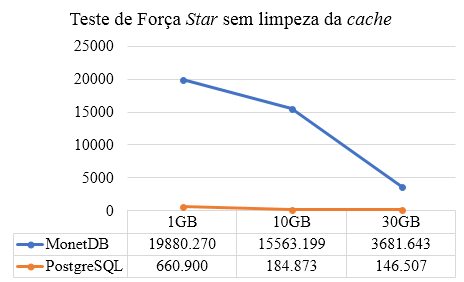 Teste de Força Star sem limpeza da cache
25000
20000
15000
10000
5000
0
1GB 10GB 30GB
MonetDB 19880.270 15563.199 3681.643
PostgreSQL 660.900 184.873 146.507